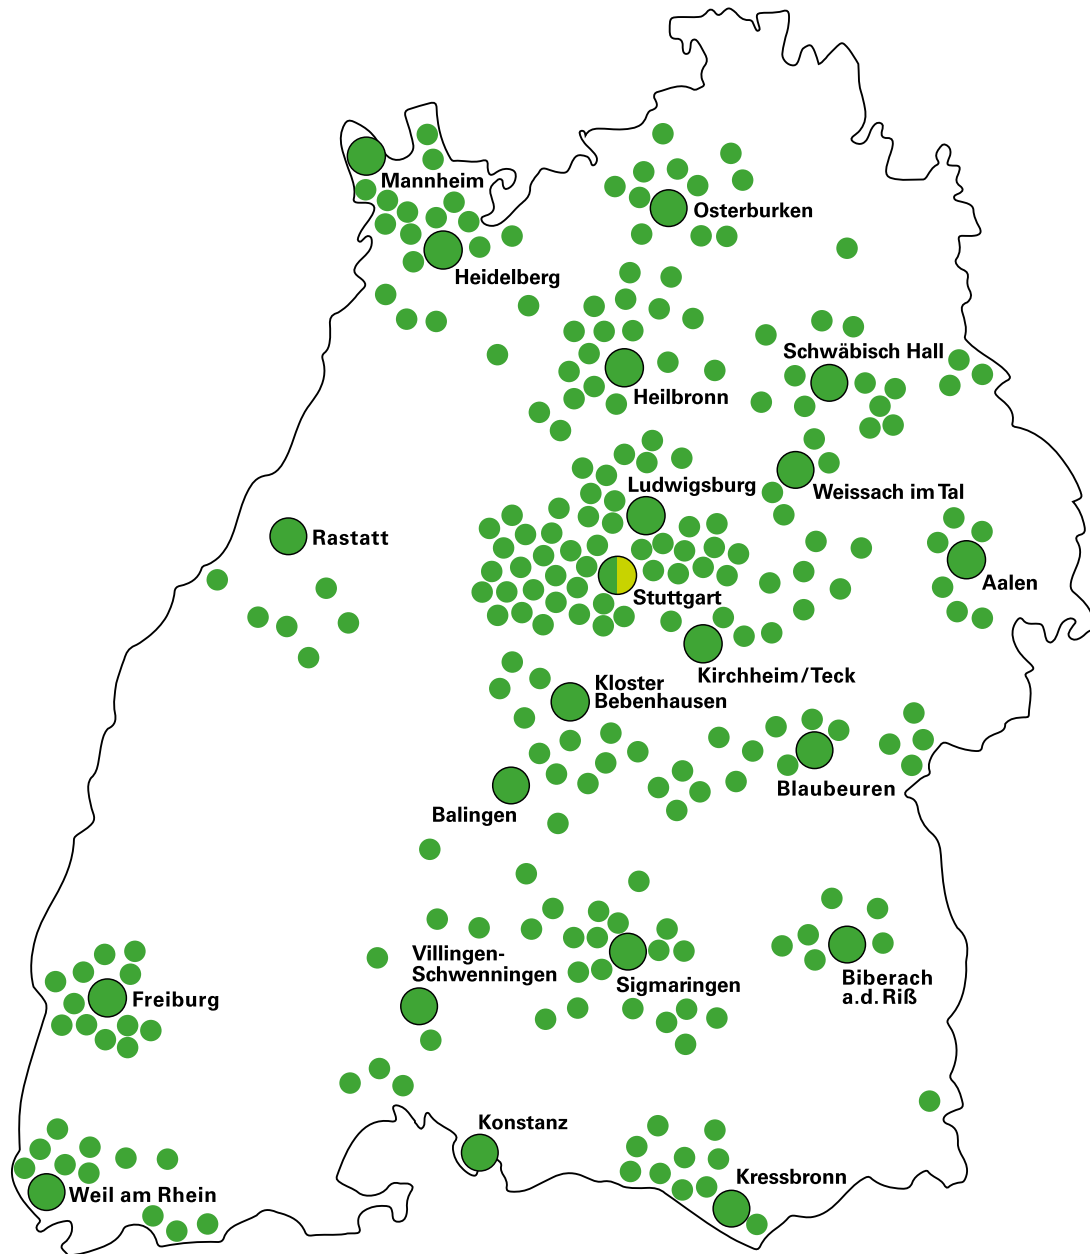 Mannheim
Osterburken
Heidelberg
Schwäbisch Hall
Heilbronn
Ludwigsburg
Weissach im Tal
Rastatt
Aalen
Stuttgart
Kirchheim/Teck
Kloster
Bebenhausen
Blaubeuren
Balingen
Villingen-
Schwenningen
Sigmaringen
Biberach
a.d.Riß
Freiburg
Konstanz
Kressbronn
Weil am Rhein